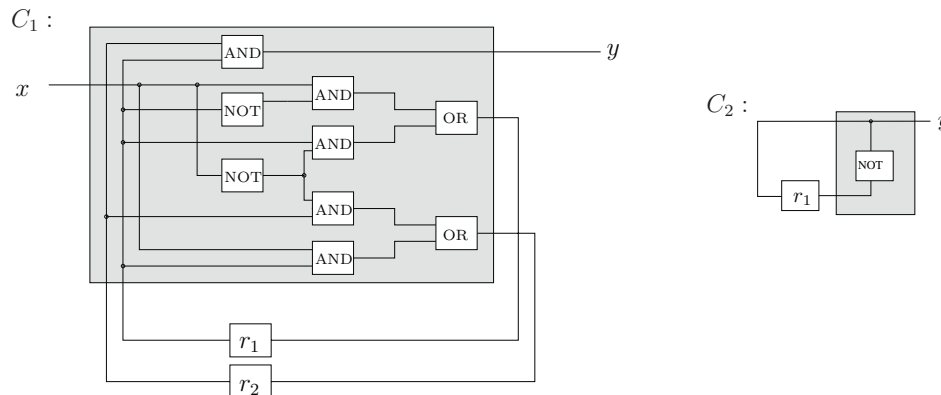 C₁ :
AND y
x AND
NOT OR
C₂ :
AND
NOT NOT
r₁
AND
OR
AND
r₁
r₂